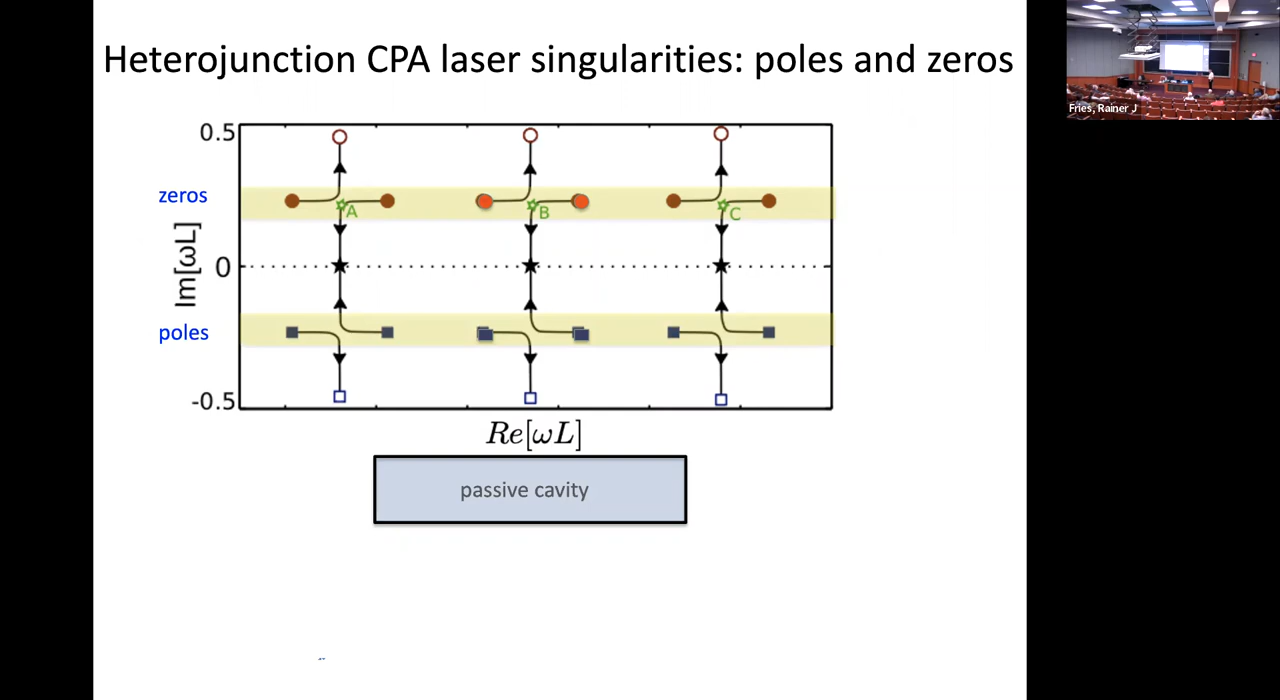 Heterojunction CPA laser singularities: poles and zeros
Fries, Rainer J
0.5
zeros
A
B
C
Im[ωL]
0
poles
-0.5
Re[ωL]
passive cavity